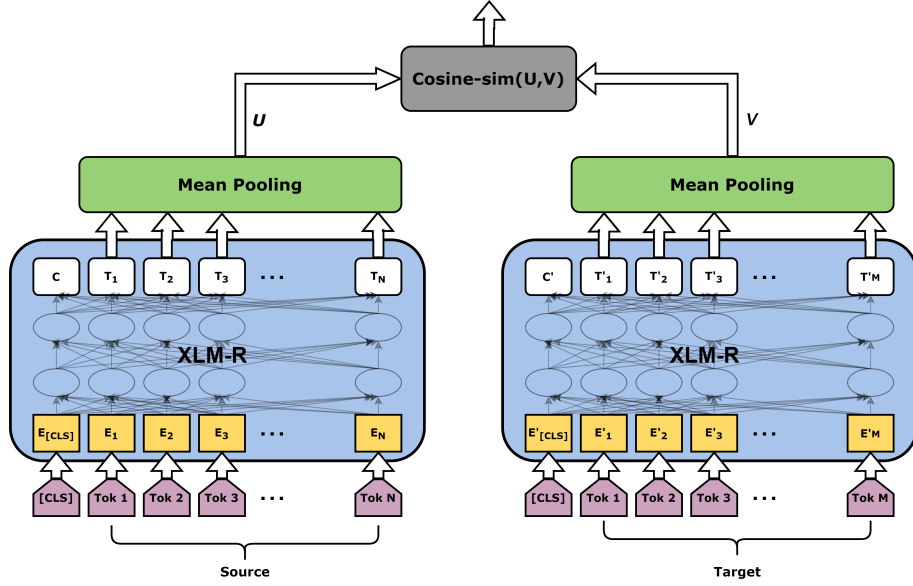 Cosine-sim(U,V)
U
V
Mean Pooling
Mean Pooling
C T1 T2 T3 ... TN
C' T'1 T'2 T'3 ... T'M
XLM-R
XLM-R
E[CLS] E1 E2 E3 ... EN
E'[CLS] E'1 E'2 E'3 ... E'M
[CLS] Tok 1 Tok 2 Tok 3 ... Tok N
[CLS] Tok 1 Tok 2 Tok 3 ... Tok M
Source
Target